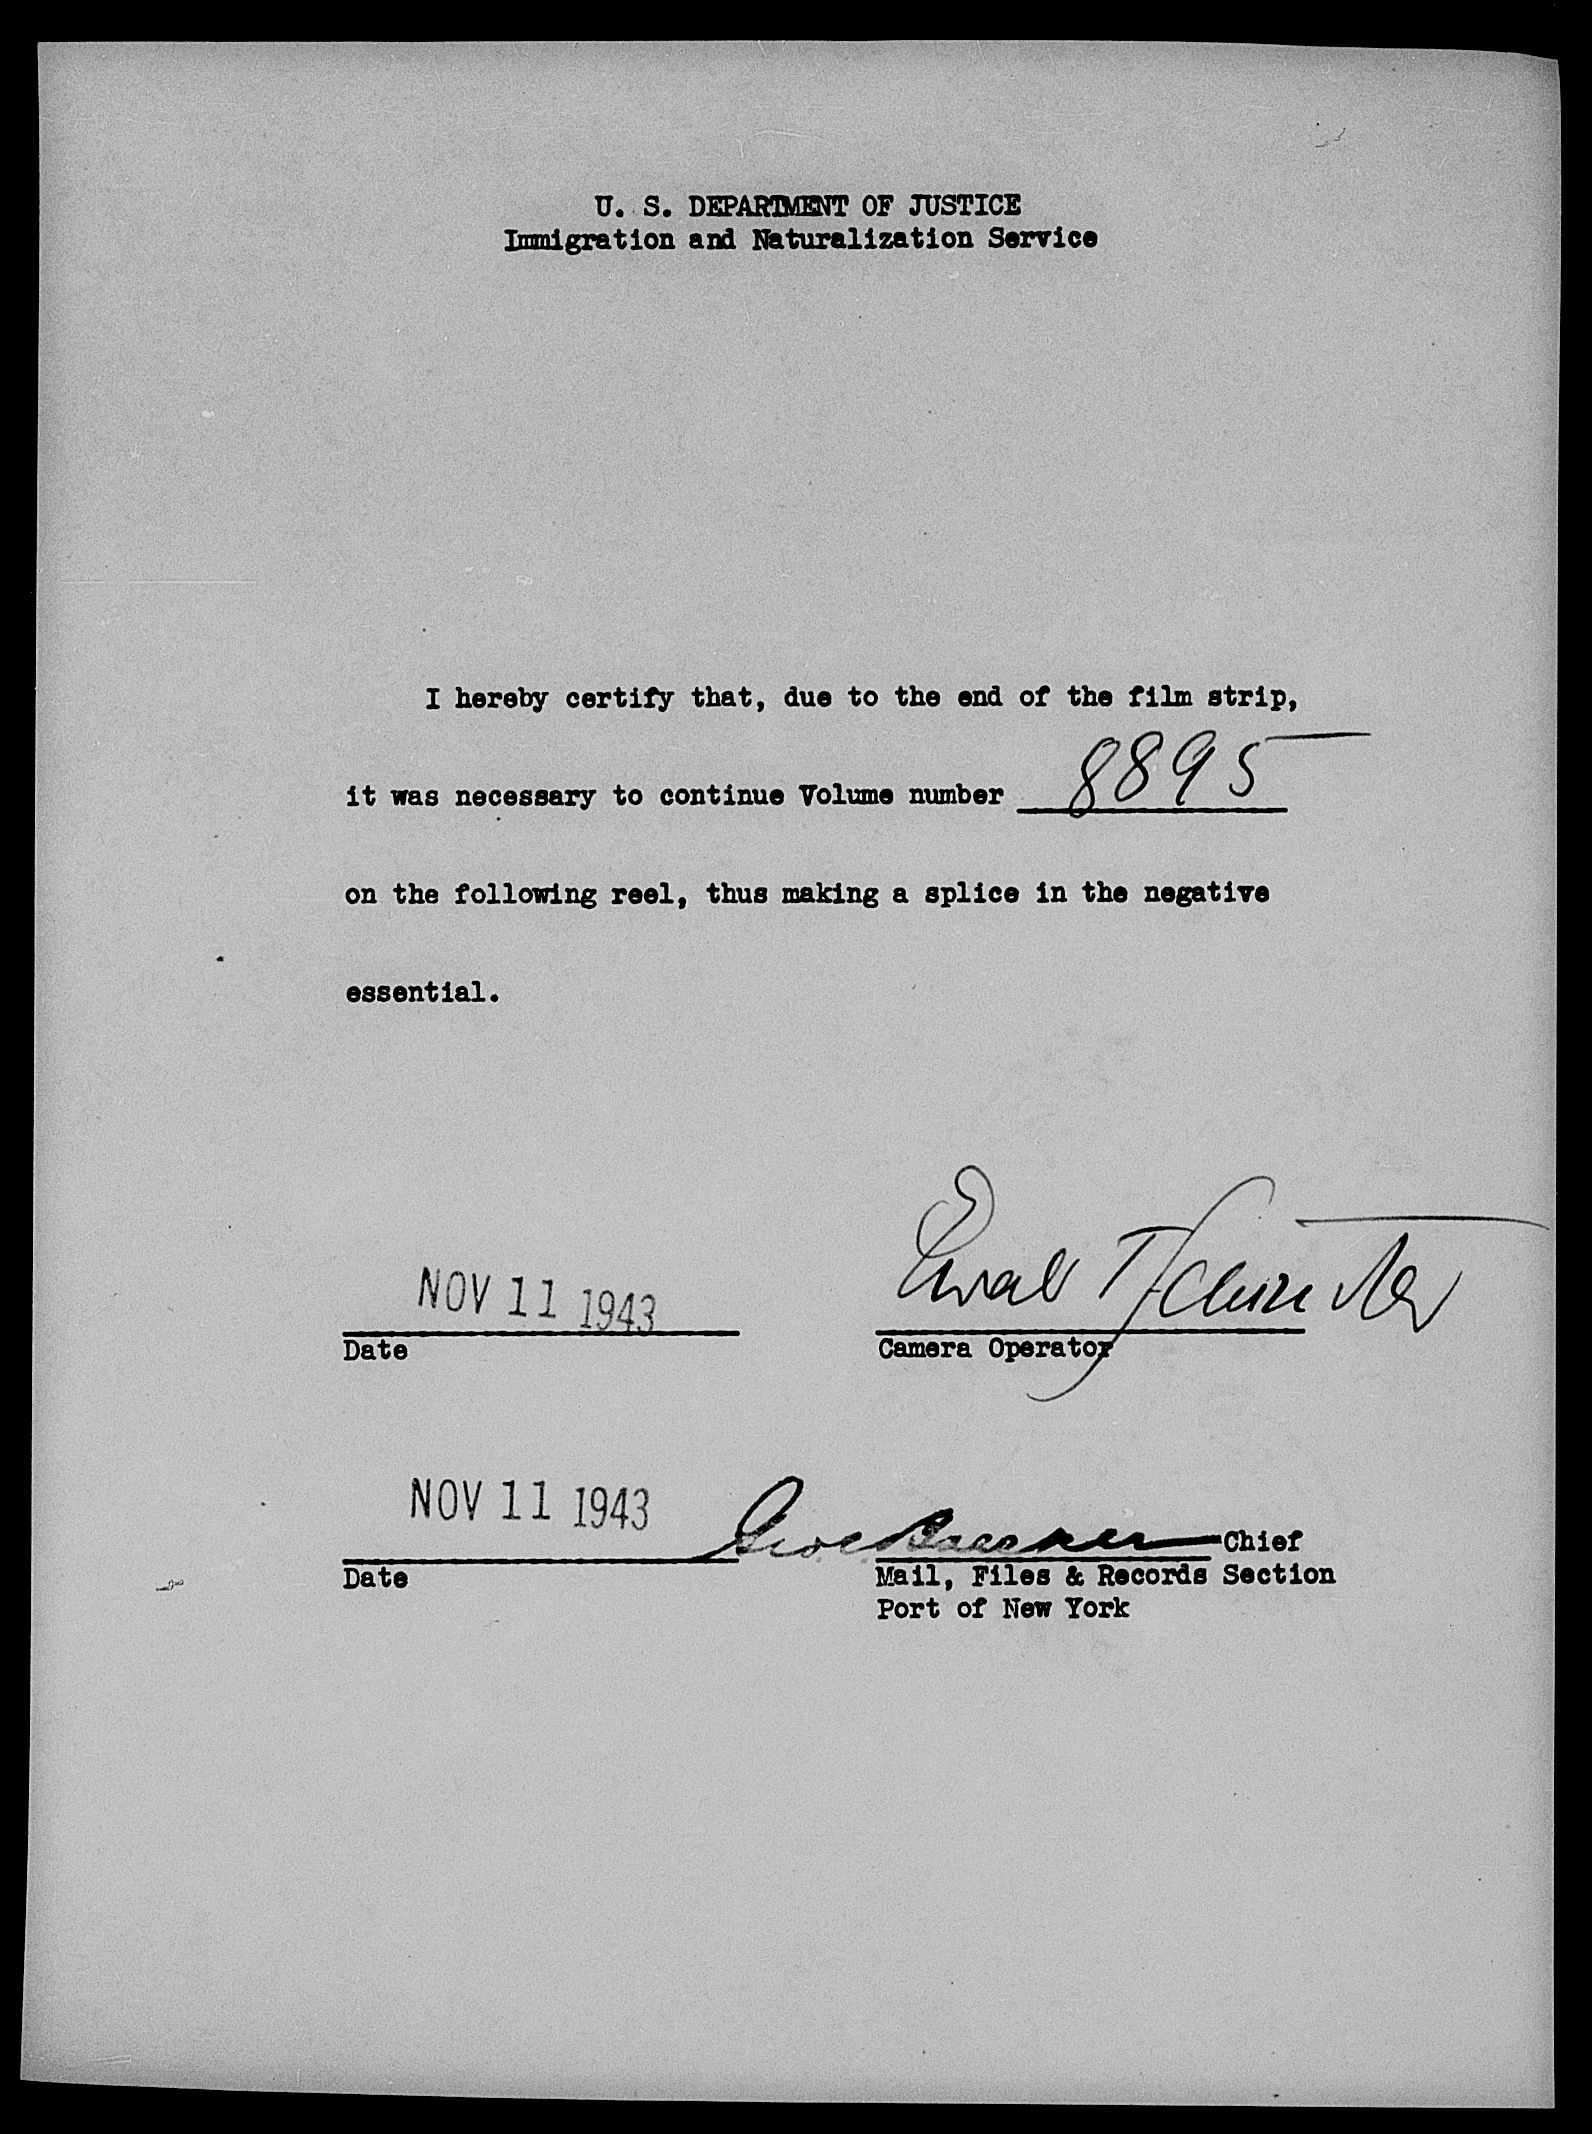 U. S. DEPARTMENT OF JUSTICE
Immigration and Naturalization Service
I hereby certify that, due to the end of the film strip,
it was necessary to continue Volume number 8895
on the following reel, thus making a splice in the negative
essential.
NOV 11 1943
Date
Camera Operator
NOV 11 1943
Chief
Date
Mail, Files & Records Section
Port of New York